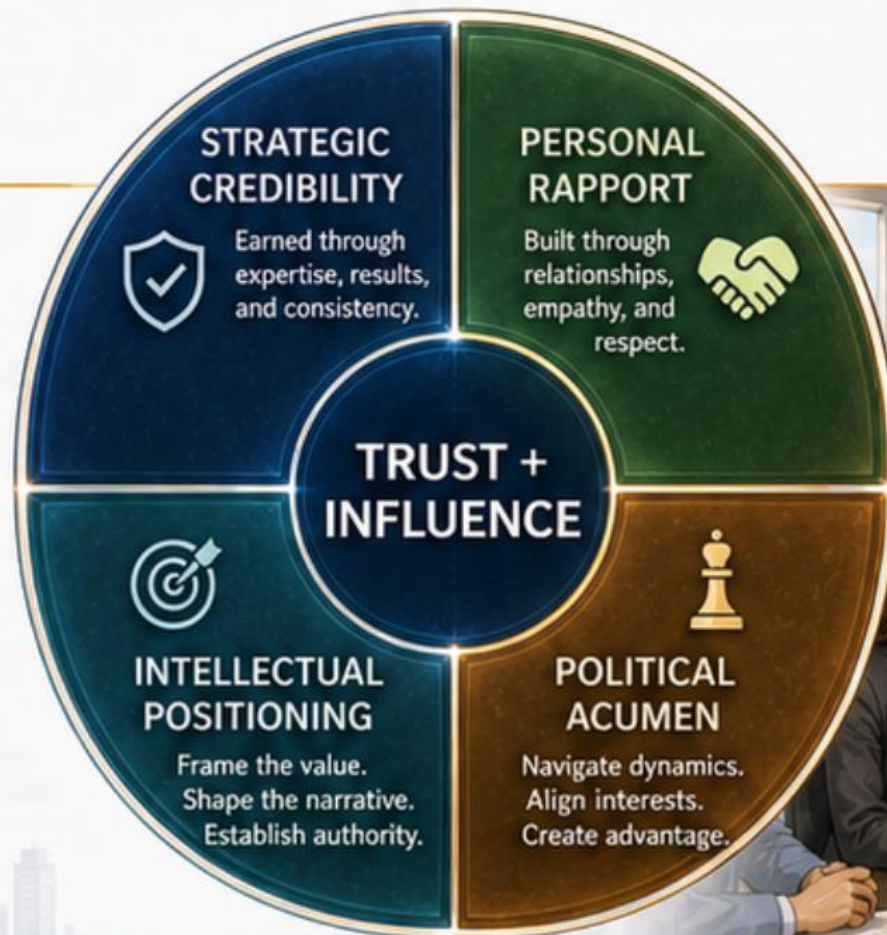 STRATEGIC
CREDIBILITY
Earned through
expertise, results,
and consistency.
PERSONAL
RAPPORT
Built through
relationships,
empathy, and
respect.
TRUST +
INFLUENCE
INTELLECTUAL
POSITIONING
Frame the value.
Shape the narrative.
Establish authority.
POLITICAL
ACUMEN
Navigate dynamics.
Align interests.
Create advantage.